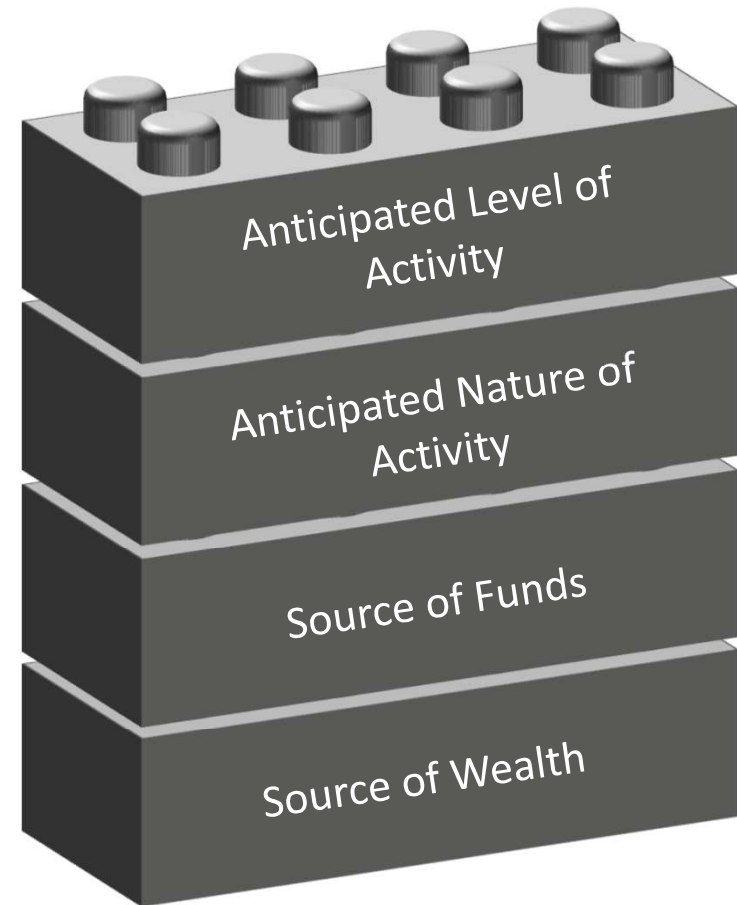 Anticipated Level of
Activity
Anticipated Nature of
Activity
Source of Funds
Source of Wealth